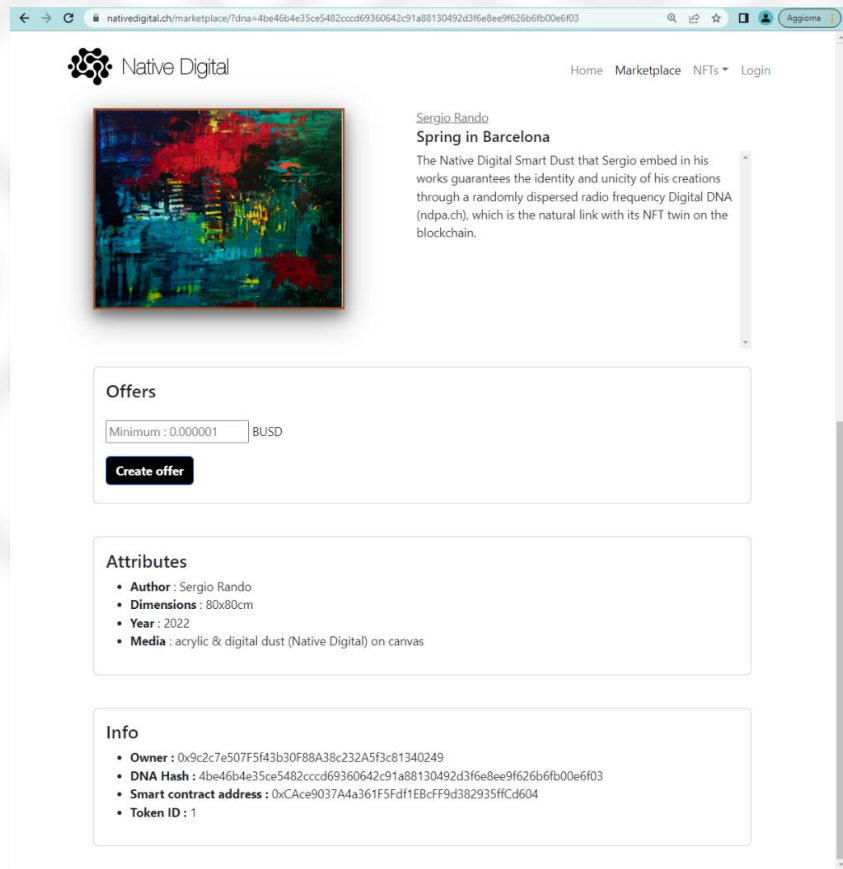 nativedigital.ch/marketplace/?dna=4be46b4e35ce5482cccd69360642c91a88130492d3f6e8ee9f626b6fb00e6f03
Aggiorna
Native Digital
Home Marketplace NFTs Login
Sergio Rando
Spring in Barcelona
The Native Digital Smart Dust that Sergio embed in his
works guarantees the identity and unicity of his creations
through a randomly dispersed radio frequency Digital DNA
(ndpa.ch), which is the natural link with its NFT twin on the
blockchain.
Offers
Minimum : 0.000001 BUSD
Create offer
Attributes
• Author : Sergio Rando
• Dimensions : 80x80cm
• Year : 2022
• Media : acrylic & digital dust (Native Digital) on canvas
Info
• Owner : 0x9c2c7e507F5f43b30F88A38c232A5f3c81340249
• DNA Hash : 4be46b4e35ce5482cccd69360642c91a88130492d3f6e8ee9f626b6fb00e6f03
• Smart contract address : 0xCAce9037A4a361F5Fdf1EBcFF9d382935ffCd604
• Token ID : 1